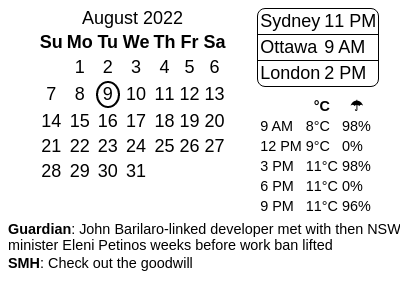 August 2022
Su Mo Tu We Th Fr Sa
1 2 3 4 5 6
7 8 9 10 11 12 13
14 15 16 17 18 19 20
21 22 23 24 25 26 27
28 29 30 31
Sydney 11 PM
Ottawa 9 AM
London 2 PM
°C ☂
9 AM 8°C 98%
12 PM 9°C 0%
3 PM 11°C 98%
6 PM 11°C 0%
9 PM 11°C 96%
Guardian: John Barilaro-linked developer met with then NSW
minister Eleni Petinos weeks before work ban lifted
SMH: Check out the goodwill